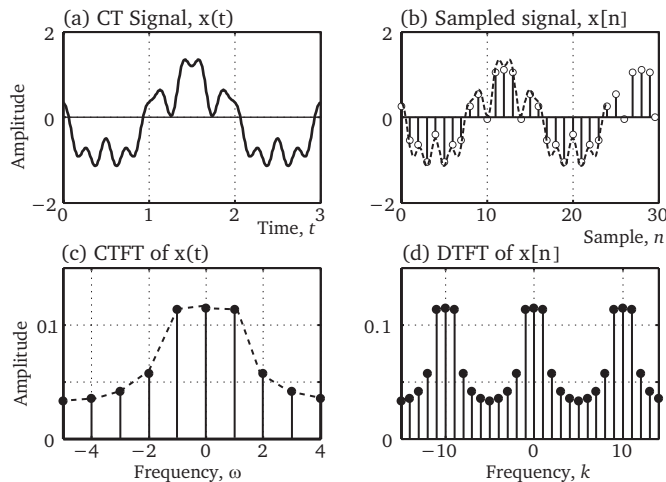 (a) CT Signal, x(t)
2
0
−2
Amplitude
0 1 2 3
Time, t
(b) Sampled signal, x[n]
2
0
−2
0 10 20 30
Sample, n
(c) CTFT of x(t)
0.1
0
Amplitude
−4 −2 0 2 4
Frequency, ω
(d) DTFT of x[n]
0.1
0
−10 0 10
Frequency, k